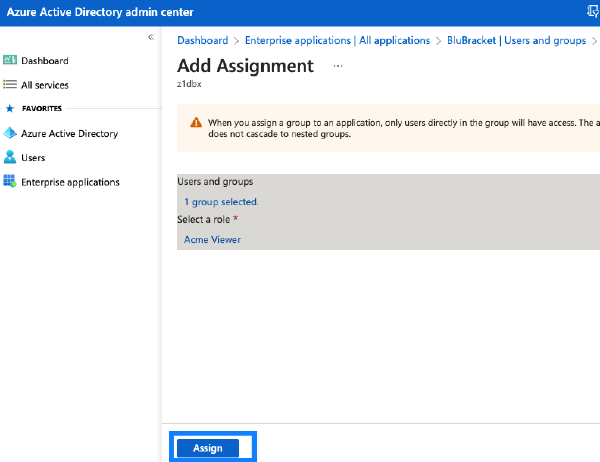 Azure Active Directory admin center
«
Dashboard
All services
FAVORITES
Azure Active Directory
Users
Enterprise applications
Dashboard > Enterprise applications | All applications > BluBracket | Users and groups >
Add Assignment ...
z1dbx
When you assign a group to an application, only users directly in the group will have access. The a
does not cascade to nested groups.
Users and groups
1 group selected.
Select a role *
Acme Viewer
Assign